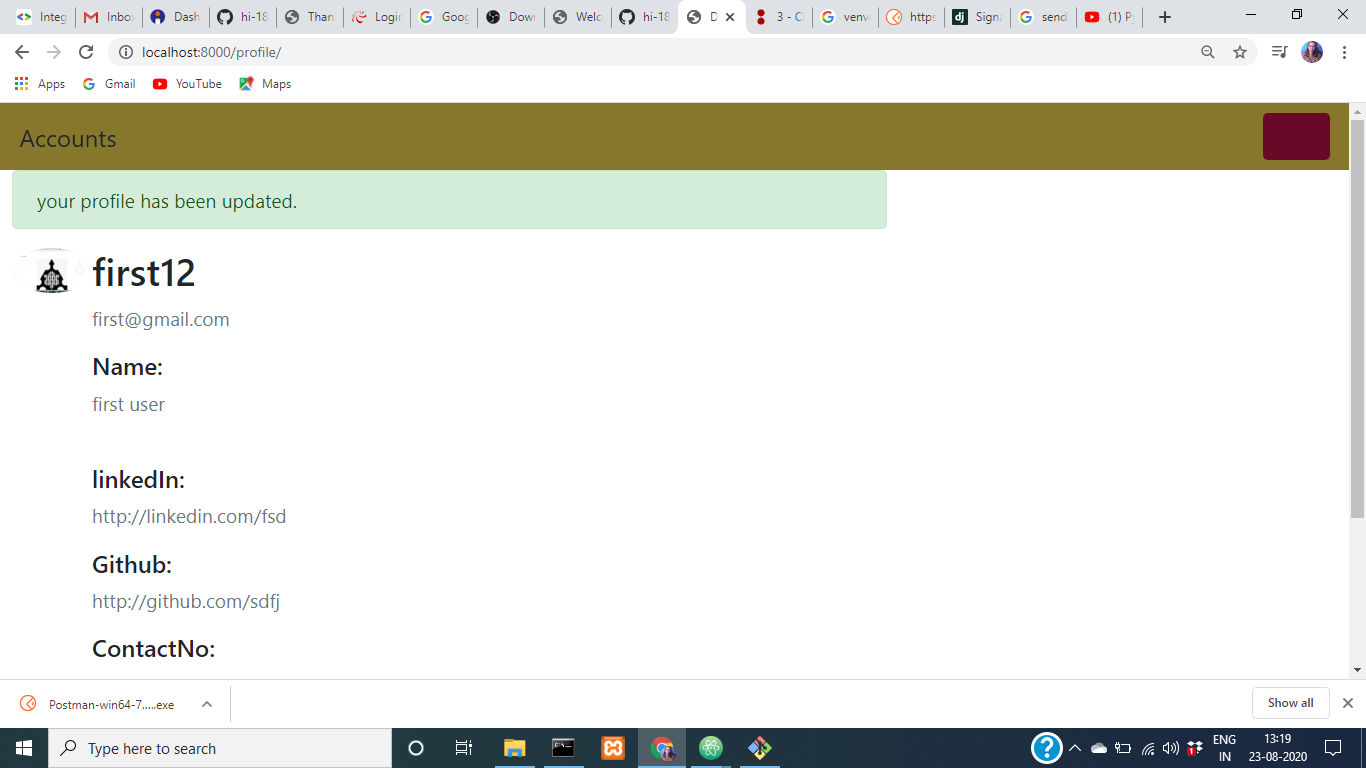 Integ
Inbox
Dash
hi-18
Than
Login
Goog
Down
Welc
hi-18
D
3 - C
venv
https
Signa
send
(1) P
localhost:8000/profile/
Apps
Gmail
YouTube
Maps
Accounts
your profile has been updated.
first12
first@gmail.com
Name:
first user
linkedIn:
http://linkedin.com/fsd
Github:
http://github.com/sdfj
ContactNo:
Postman-win64-7.....exe
Show all
Type here to search
ENG
IN
13:19
23-08-2020